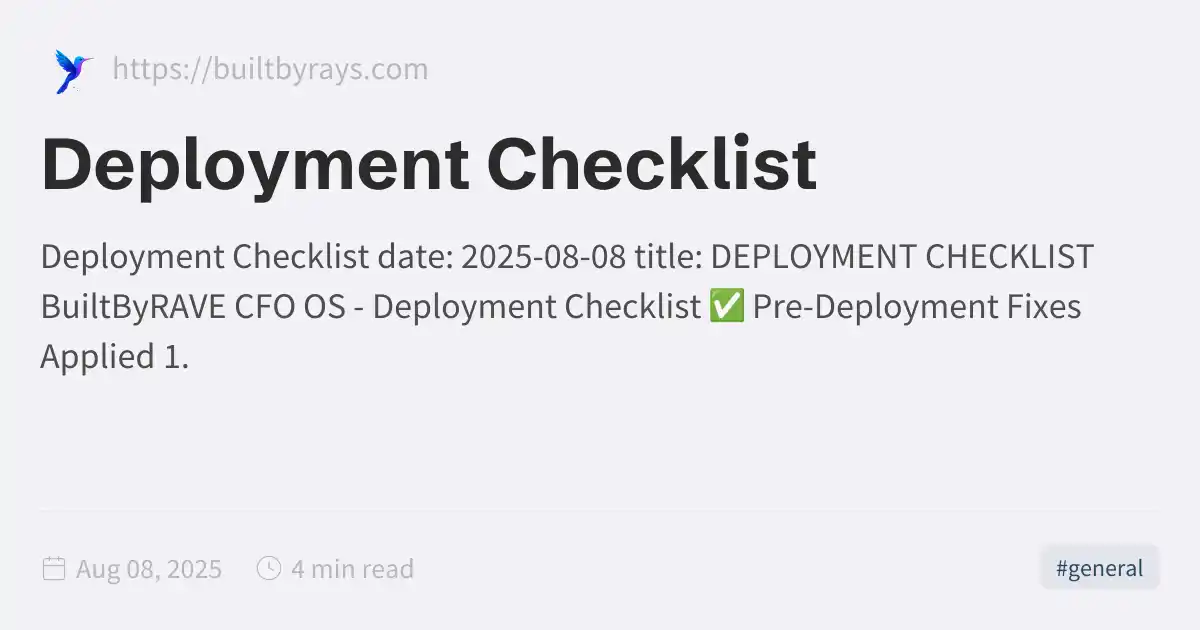 https://builtbyrays.com
Deployment Checklist
Deployment Checklist date: 2025-08-08 title: DEPLOYMENT CHECKLIST
BuiltByRAVE CFO OS - Deployment Checklist ✅ Pre-Deployment Fixes
Applied 1.
Aug 08, 2025 4 min read #general